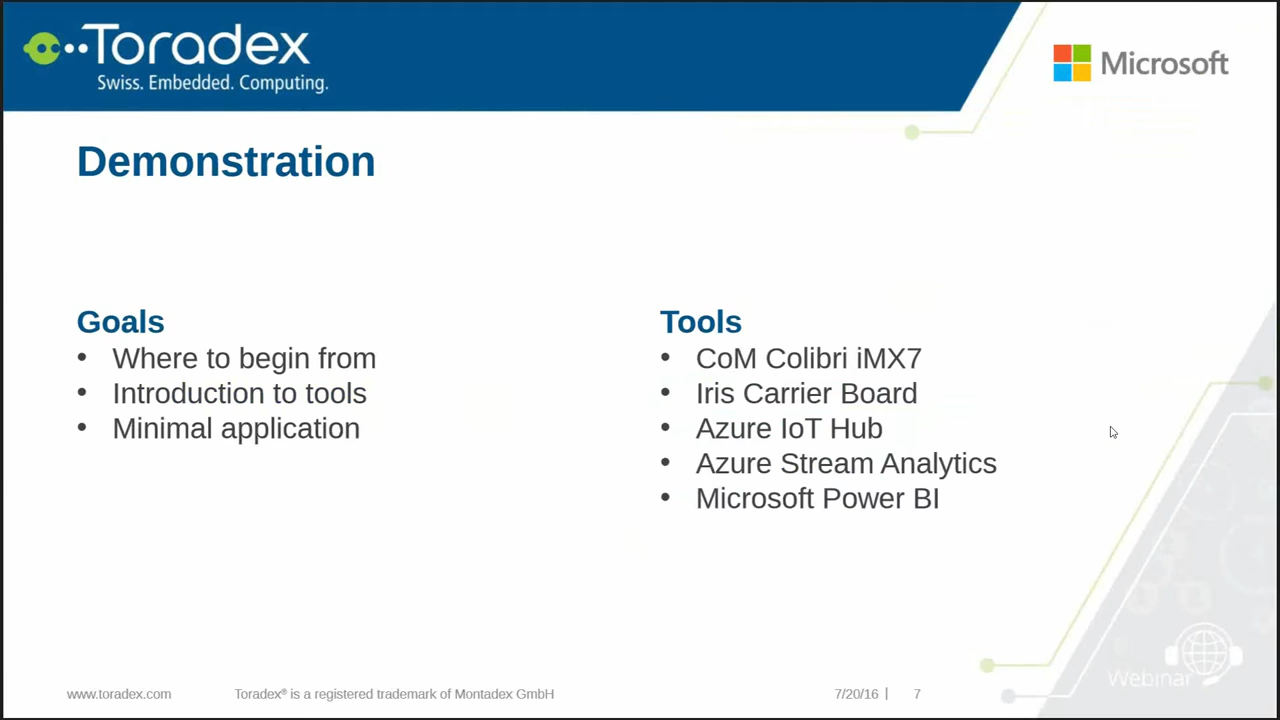 Toradex
Swiss. Embedded. Computing.
Microsoft
Demonstration
Goals
• Where to begin from
• Introduction to tools
• Minimal application
Tools
• CoM Colibri iMX7
• Iris Carrier Board
• Azure IoT Hub
• Azure Stream Analytics
• Microsoft Power BI
Webinar
www.toradex.com
Toradex® is a registered trademark of Montadex GmbH
7/20/16 | 7